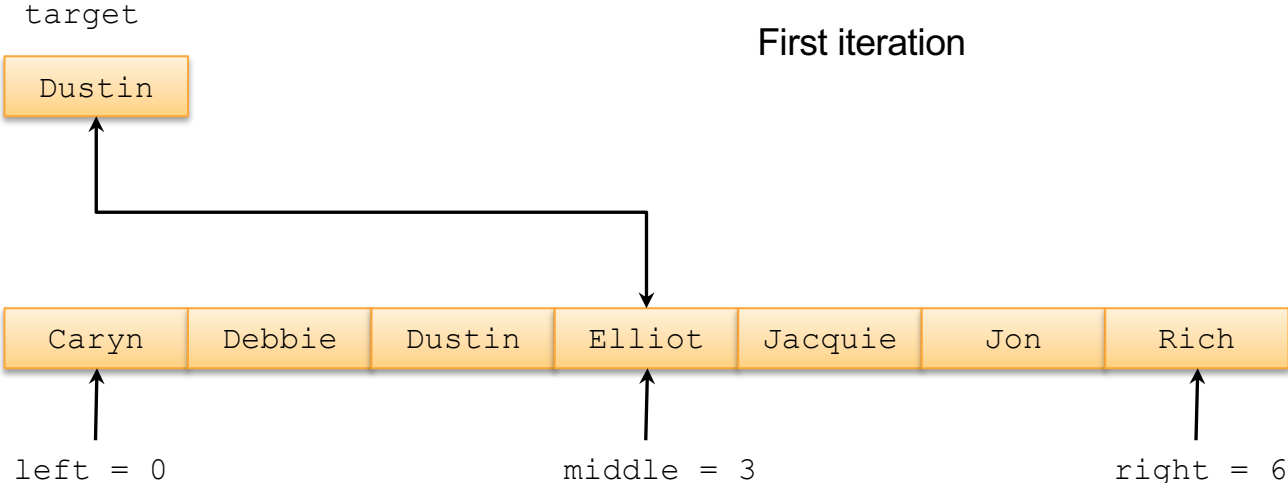 target
First iteration
Dustin
Caryn Debbie Dustin Elliot Jacquie Jon Rich
left = 0 middle = 3 right = 6